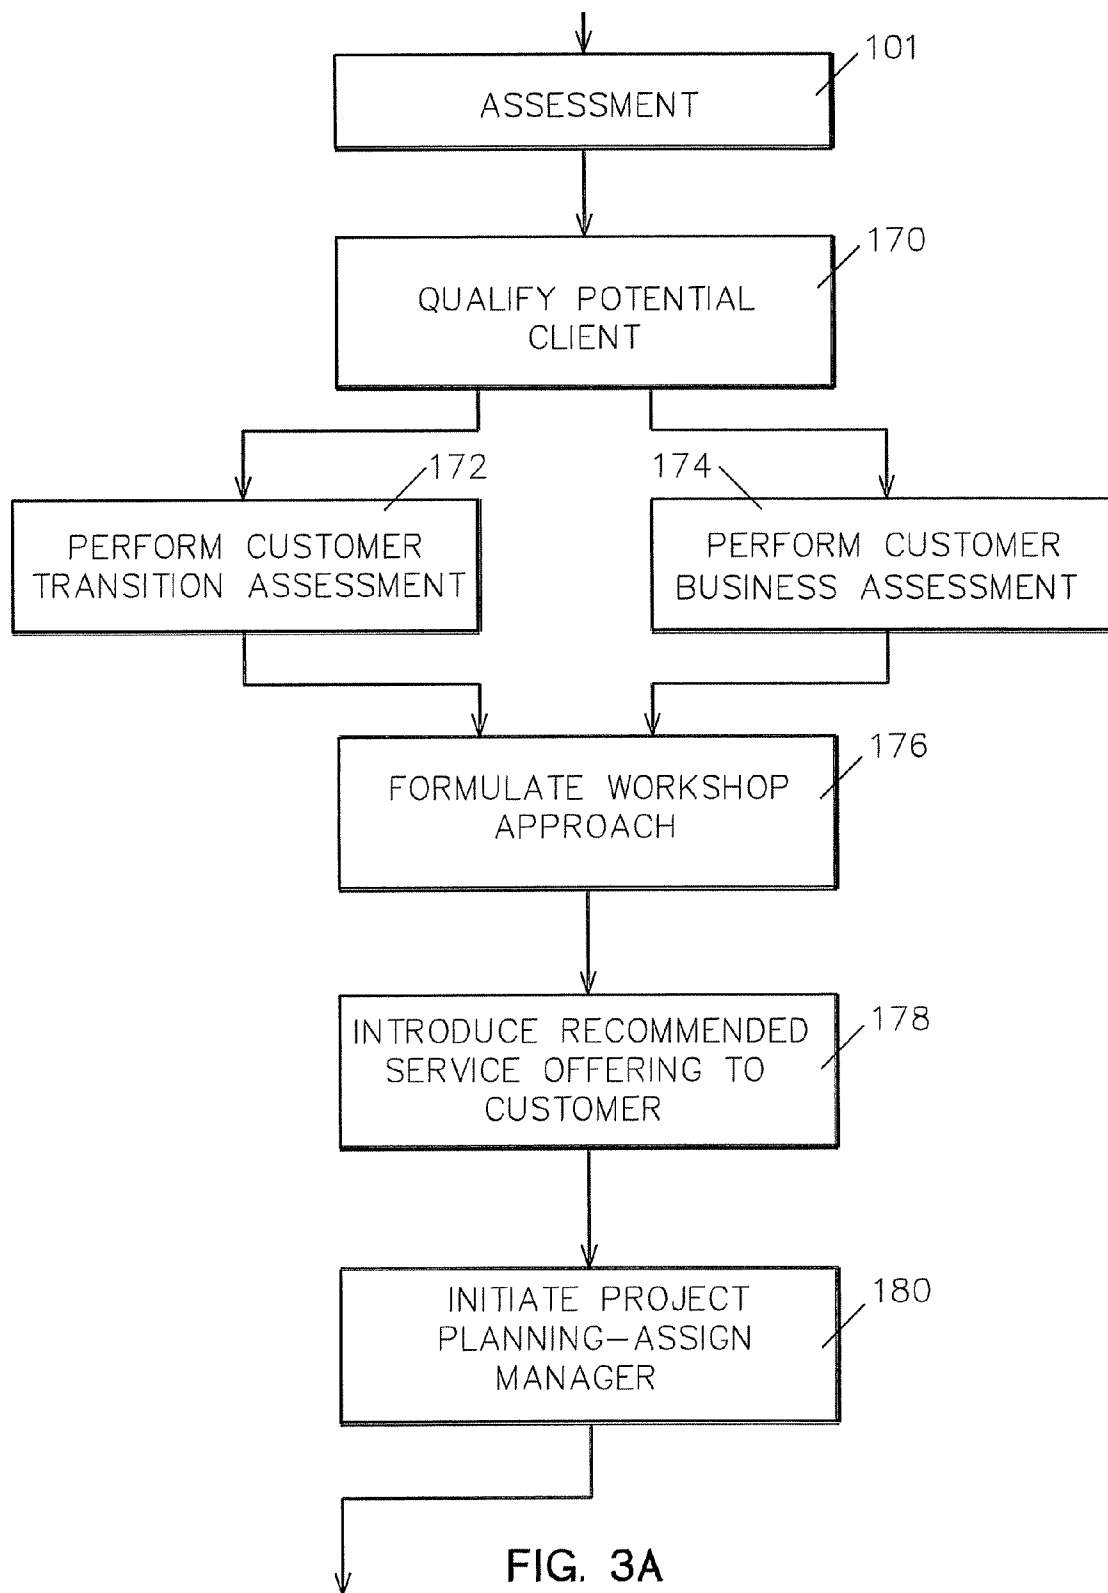 101
ASSESSMENT
170
QUALIFY POTENTIAL
CLIENT
172
PERFORM CUSTOMER
TRANSITION ASSESSMENT
174
PERFORM CUSTOMER
BUSINESS ASSESSMENT
176
FORMULATE WORKSHOP
APPROACH
178
INTRODUCE RECOMMENDED
SERVICE OFFERING TO
CUSTOMER
180
INITIATE PROJECT
PLANNING–ASSIGN
MANAGER
FIG. 3A